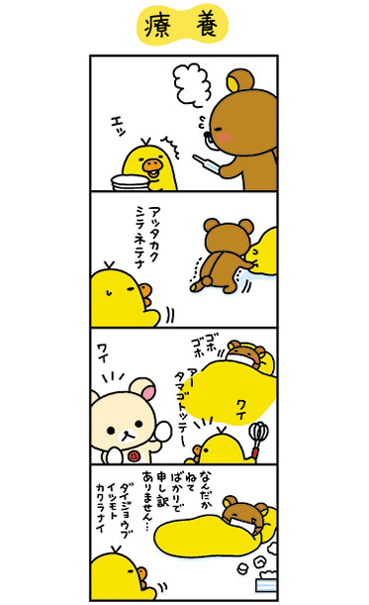 療養
エッ
アッタカク
シテネテナ
ゴホ
ゴホ
ワイ
アー
タマゴトッテー
ワイ
なんだか
ねて
ばかりで
申し訳
ありません…
ダイジョウブ
イツモト
カワラナイ